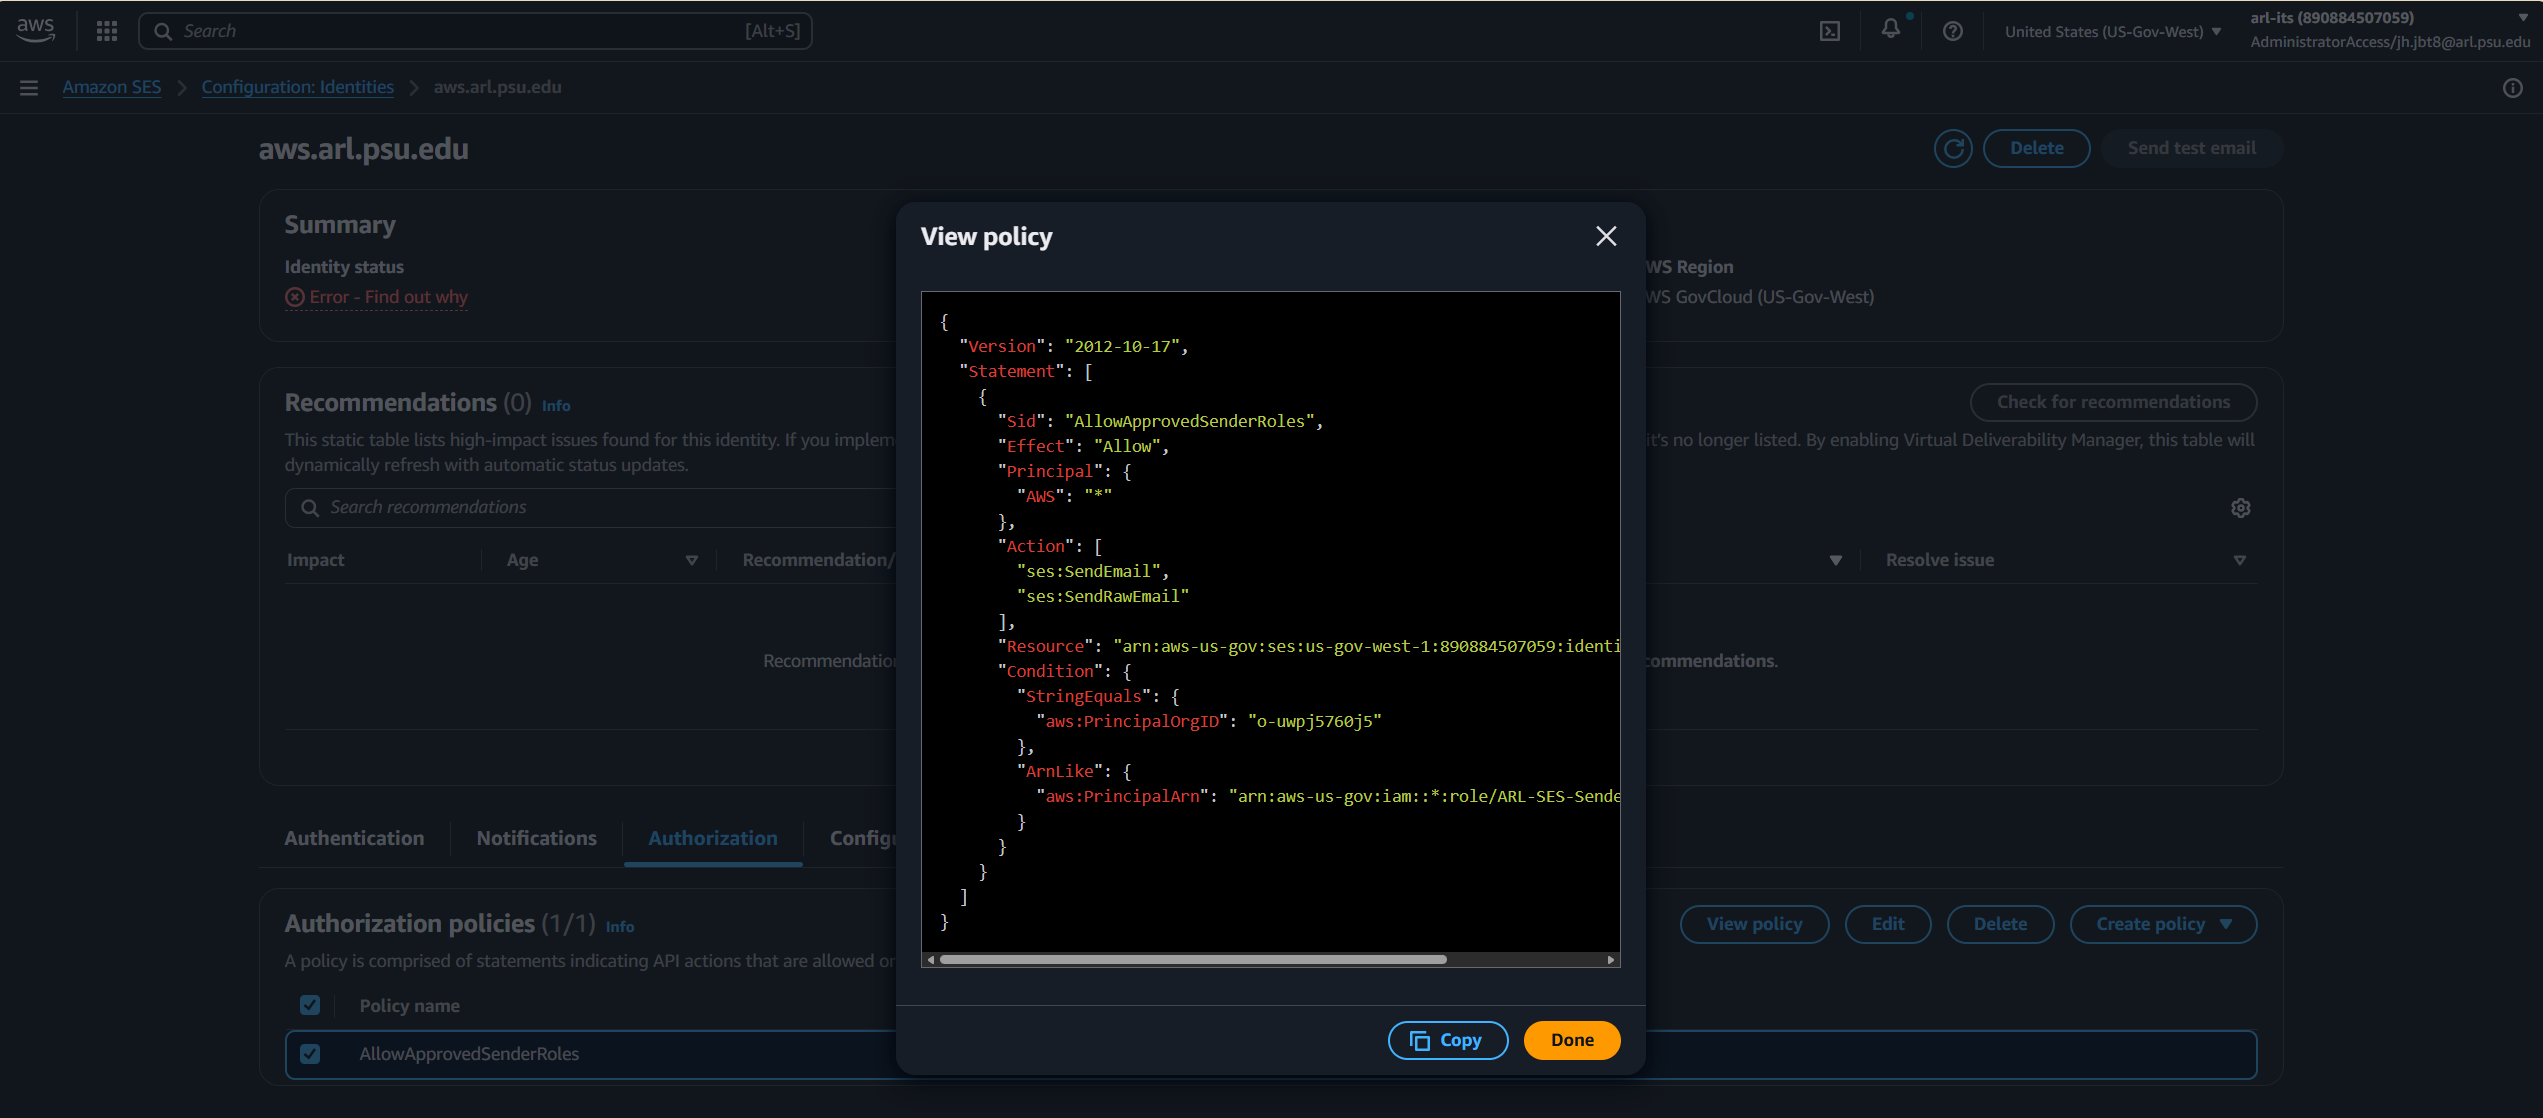 aws
Search
[Alt+S]
United States (US-Gov-West)
arl-its (890884507059)
AdministratorAccess/jh.jbt8@arl.psu.edu
Amazon SES
Configuration: Identities
aws.arl.psu.edu
aws.arl.psu.edu
Delete
Send test email
Summary
Identity status
Error - Find out why
WS Region
WS GovCloud (US-Gov-West)
Recommendations (0) Info
Check for recommendations
This static table lists high-impact issues found for this identity. If you implem
it's no longer listed. By enabling Virtual Deliverability Manager, this table will
dynamically refresh with automatic status updates.
Search recommendations
Impact
Age
Recommendation/
Resolve issue
Recommendation
commendations.
Authentication
Notifications
Authorization
Configu
Authorization policies (1/1) Info
View policy
Edit
Delete
Create policy
A policy is comprised of statements indicating API actions that are allowed or
Policy name
AllowApprovedSenderRoles
View policy
{
"Version": "2012-10-17",
"Statement": [
{
"Sid": "AllowApprovedSenderRoles",
"Effect": "Allow",
"Principal": {
"AWS": "*"
},
"Action": [
"ses:SendEmail",
"ses:SendRawEmail"
],
"Resource": "arn:aws-us-gov:ses:us-gov-west-1:890884507059:identi
"Condition": {
"StringEquals": {
"aws:PrincipalOrgID": "o-uwpj5760j5"
},
"ArnLike": {
"aws:PrincipalArn": "arn:aws-us-gov:iam::*:role/ARL-SES-Sende
}
}
}
]
}
Copy
Done